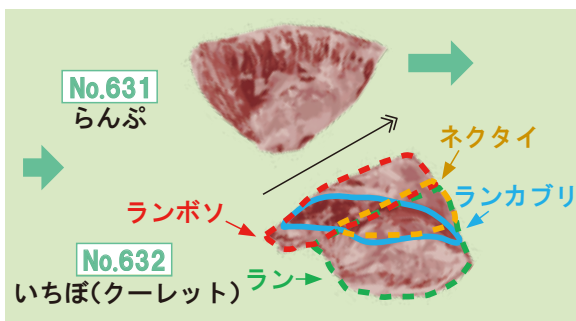 No.631
らんぷ
ネクタイ
ランカブリ
ランボソ
No.632
いちぼ(クーレット)
ラン